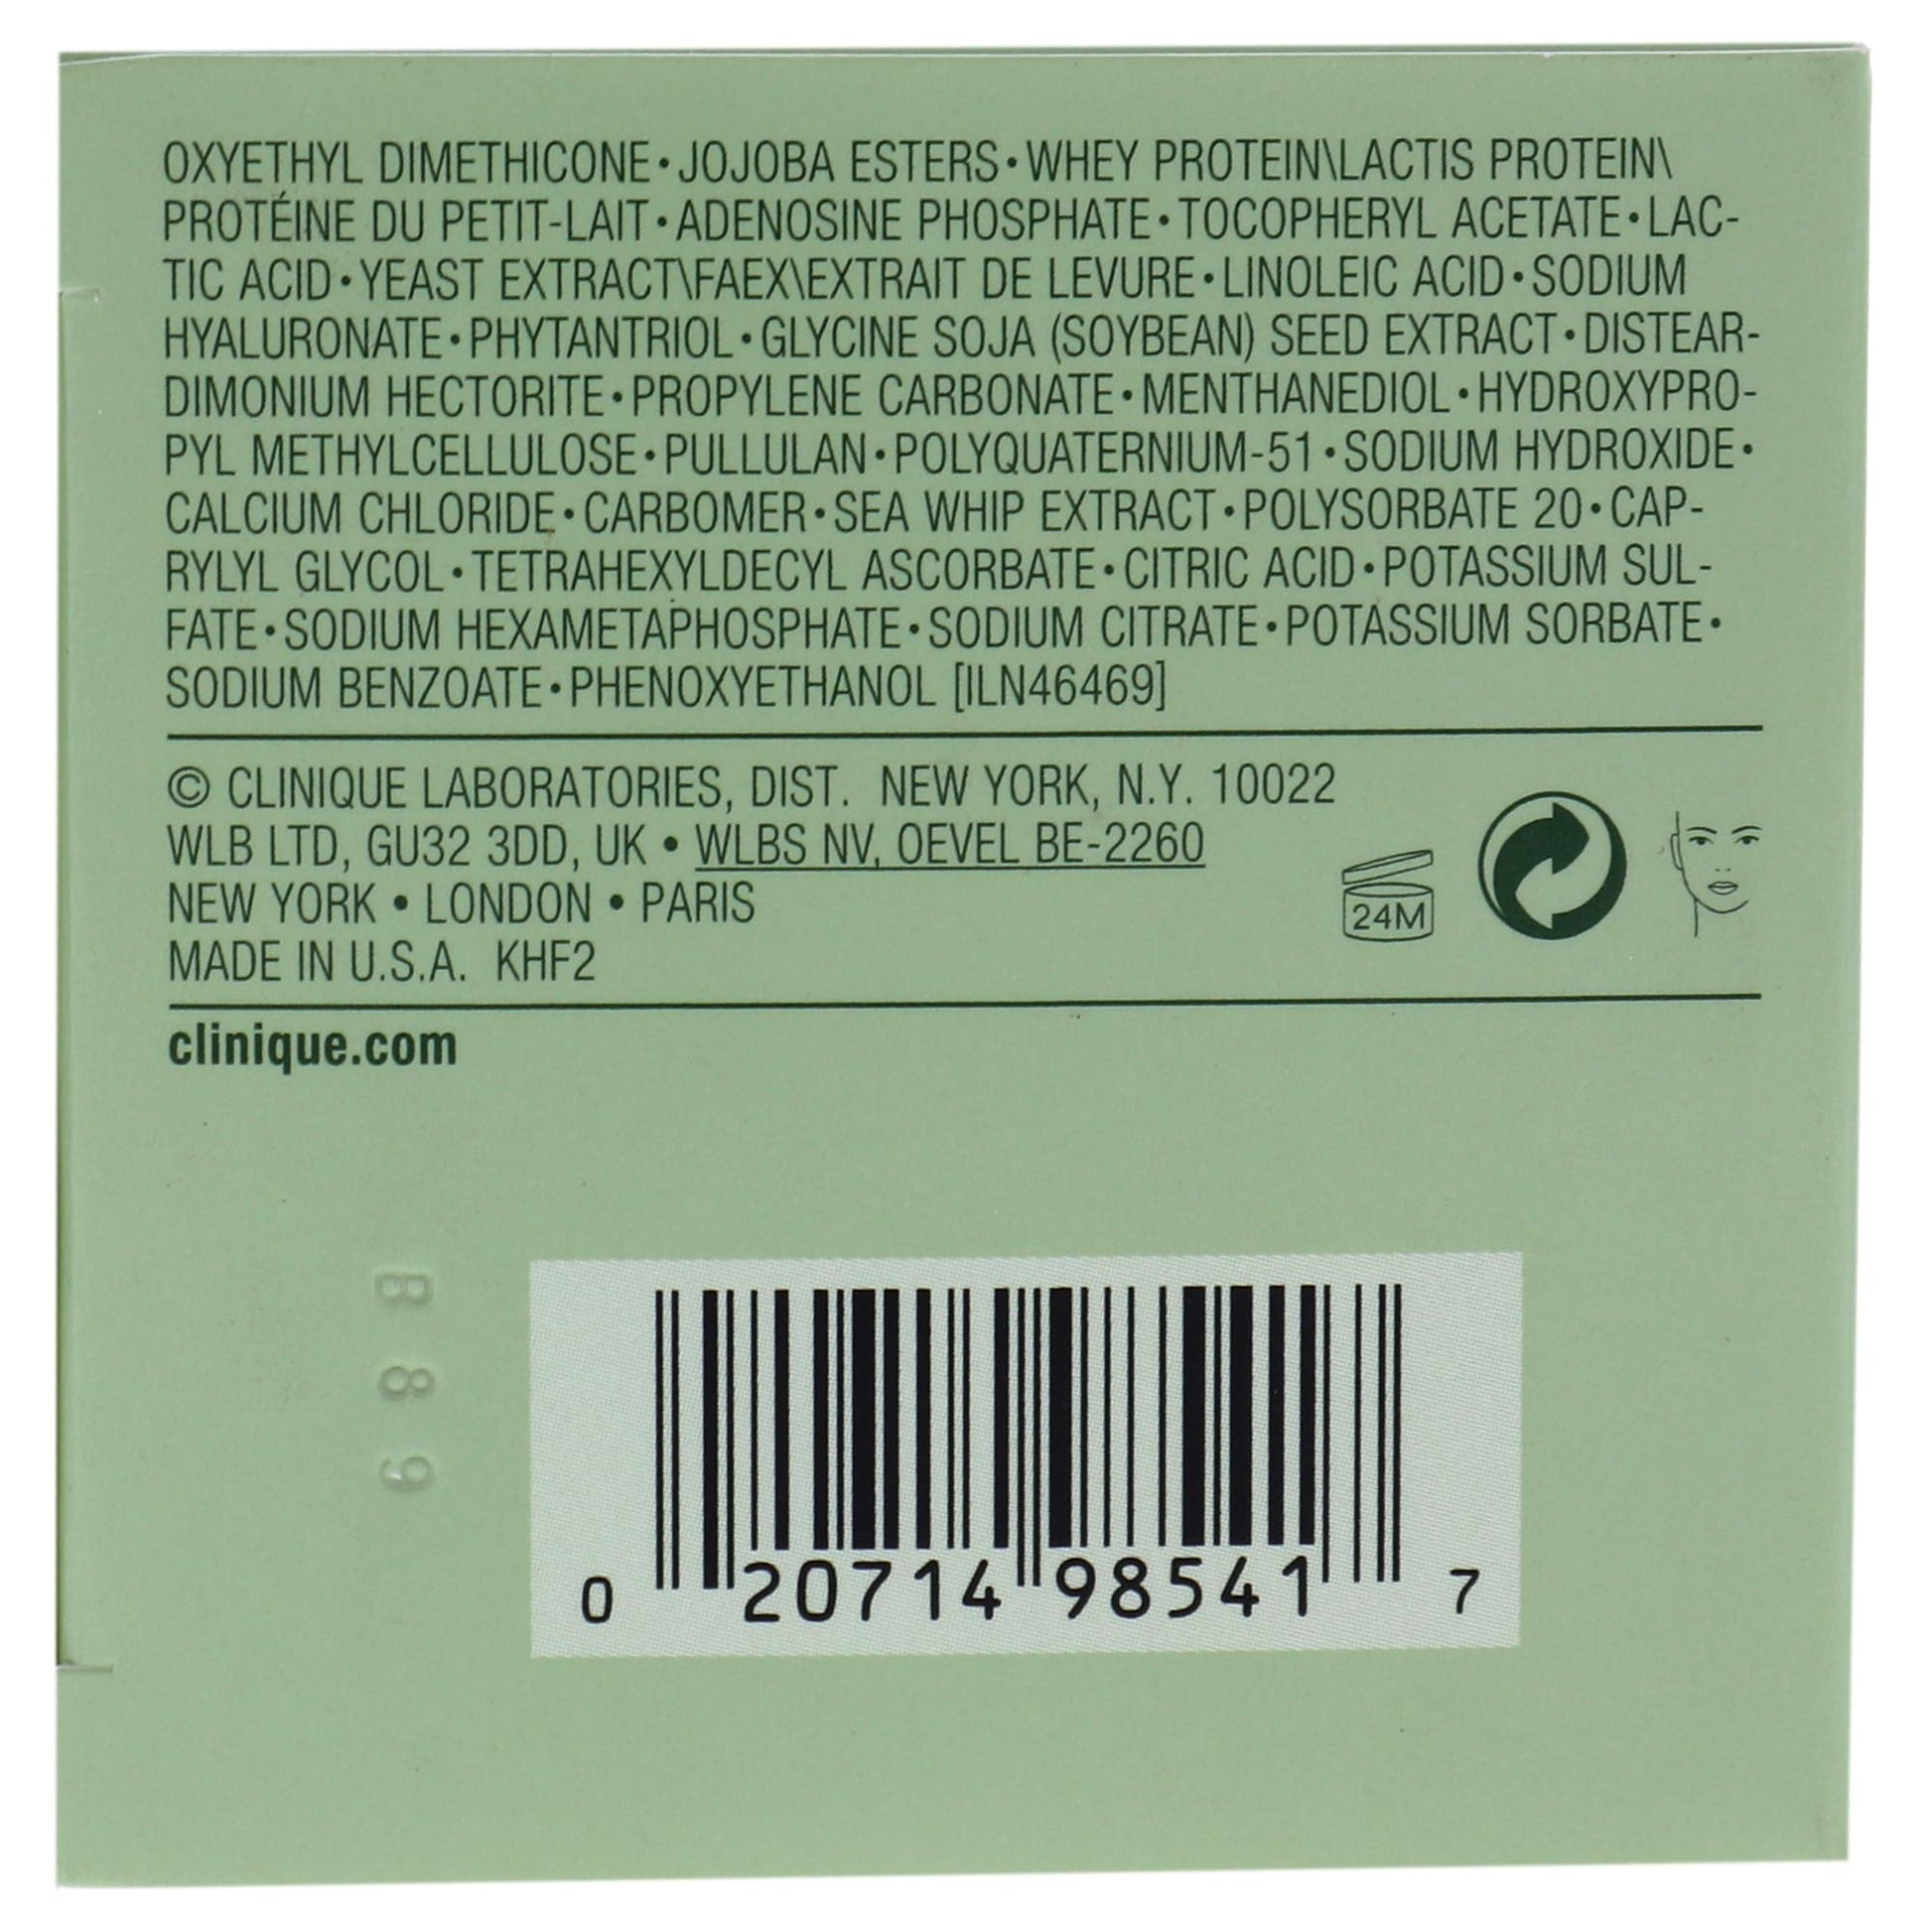 OXYETHYL DIMETHICONE•JOJOBA ESTERS•WHEY PROTEIN\LACTIS PROTEIN\
PROTÉINE DU PETIT-LAIT•ADENOSINE PHOSPHATE•TOCOPHERYL ACETATE•LAC-
TIC ACID•YEAST EXTRACT\FAEX\EXTRAIT DE LEVURE•LINOLEIC ACID•SODIUM
HYALURONATE•PHYTANTRIOL•GLYCINE SOJA (SOYBEAN) SEED EXTRACT•DISTEAR-
DIMONIUM HECTORITE•PROPYLENE CARBONATE•MENTHANEDIOL•HYDROXYPRO-
PYL METHYLCELLULOSE•PULLULAN•POLYQUATERNIUM-51•SODIUM HYDROXIDE•
CALCIUM CHLORIDE•CARBOMER•SEA WHIP EXTRACT•POLYSORBATE 20•CAP-
RYLYL GLYCOL•TETRAHEXYLDECYL ASCORBATE•CITRIC ACID•POTASSIUM SUL-
FATE•SODIUM HEXAMETAPHOSPHATE•SODIUM CITRATE•POTASSIUM SORBATE•
SODIUM BENZOATE•PHENOXYETHANOL [ILN46469]
© CLINIQUE LABORATORIES, DIST. NEW YORK, N.Y. 10022
WLB LTD, GU32 3DD, UK • WLBS NV, OEVEL BE-2260
NEW YORK • LONDON • PARIS
MADE IN U.S.A. KHF2
24M
clinique.com
B89
0 20714 98541 7